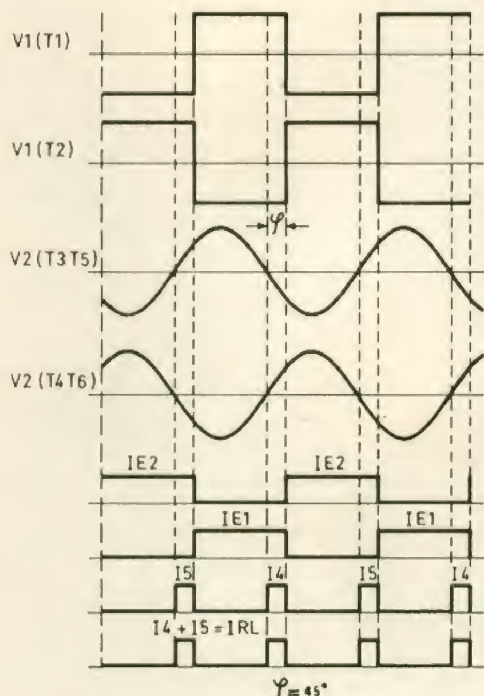 V1(T1)
V1(T2)
φ
V2(T3T5)
V2(T4T6)
IE2 IE2
IE1 IE1
I5 I4 I5 I4
I4+I5=IRL
φ=45°